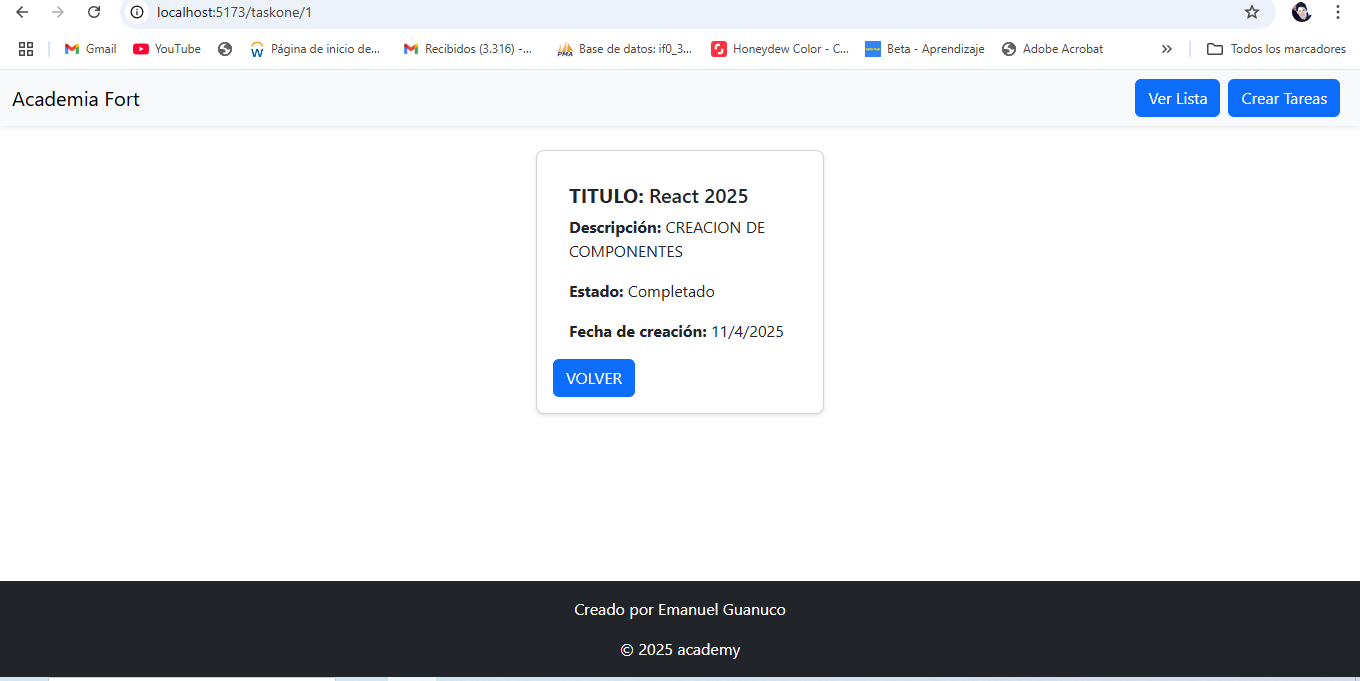 localhost:5173/taskone/1
Gmail
YouTube
Página de inicio de...
Recibidos (3.316) -...
PMA
Base de datos: if0_3...
Honeydew Color - C...
Beta - Aprendizaje
Adobe Acrobat
Todos los marcadores
Academia Fort
Ver Lista
Crear Tareas
TITULO: React 2025
Descripción: CREACION DE
COMPONENTES
Estado: Completado
Fecha de creación: 11/4/2025
VOLVER
Creado por Emanuel Guanuco
© 2025 academy